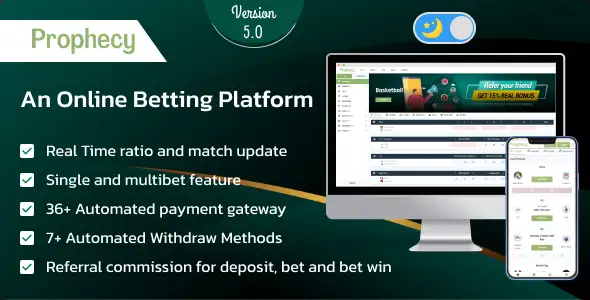 Version
5.0
Prophecy
An Online Betting Platform
Real Time ratio and match update
Single and multibet feature
36+ Automated payment gateway
7+ Automated Withdraw Methods
Referral commission for deposit, bet and bet win
Prophecy
Basketball
Refer your friend
GET 15% REAL BONUS
Prophecy